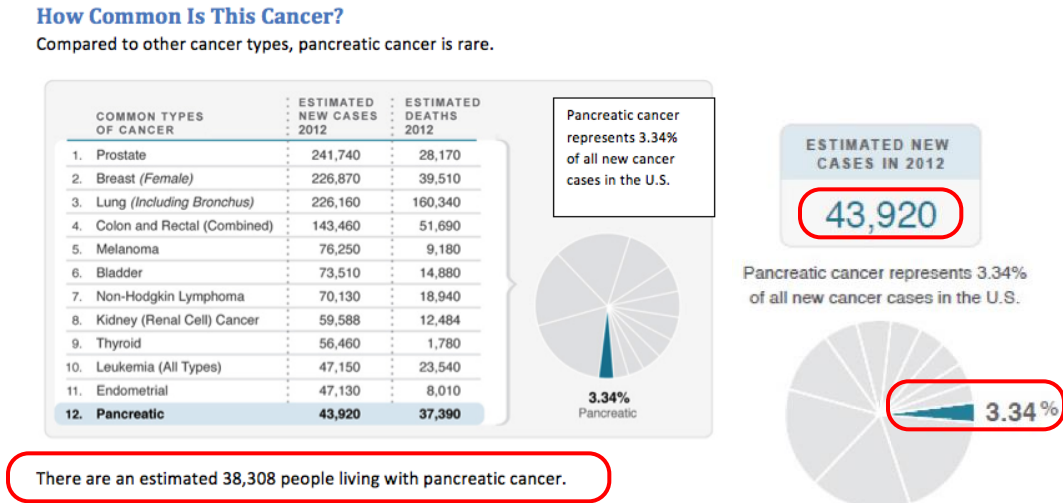 How Common Is This Cancer?
Compared to other cancer types, pancreatic cancer is rare.
COMMON TYPES OF CANCER ESTIMATED NEW CASES 2012 ESTIMATED DEATHS 2012
1. Prostate 241,740 28,170
2. Breast (Female) 226,870 39,510
3. Lung (Including Bronchus) 226,160 160,340
4. Colon and Rectal (Combined) 143,460 51,690
5. Melanoma 76,250 9,180
6. Bladder 73,510 14,880
7. Non-Hodgkin Lymphoma 70,130 18,940
8. Kidney (Renal Cell) Cancer 59,588 12,484
9. Thyroid 56,460 1,780
10. Leukemia (All Types) 47,150 23,540
11. Endometrial 47,130 8,010
12. Pancreatic 43,920 37,390
Pancreatic cancer
represents 3.34%
of all new cancer
cases in the U.S.
3.34%
Pancreatic
There are an estimated 38,308 people living with pancreatic cancer.
ESTIMATED NEW
CASES IN 2012
43,920
Pancreatic cancer represents 3.34%
of all new cancer cases in the U.S.
3.34%